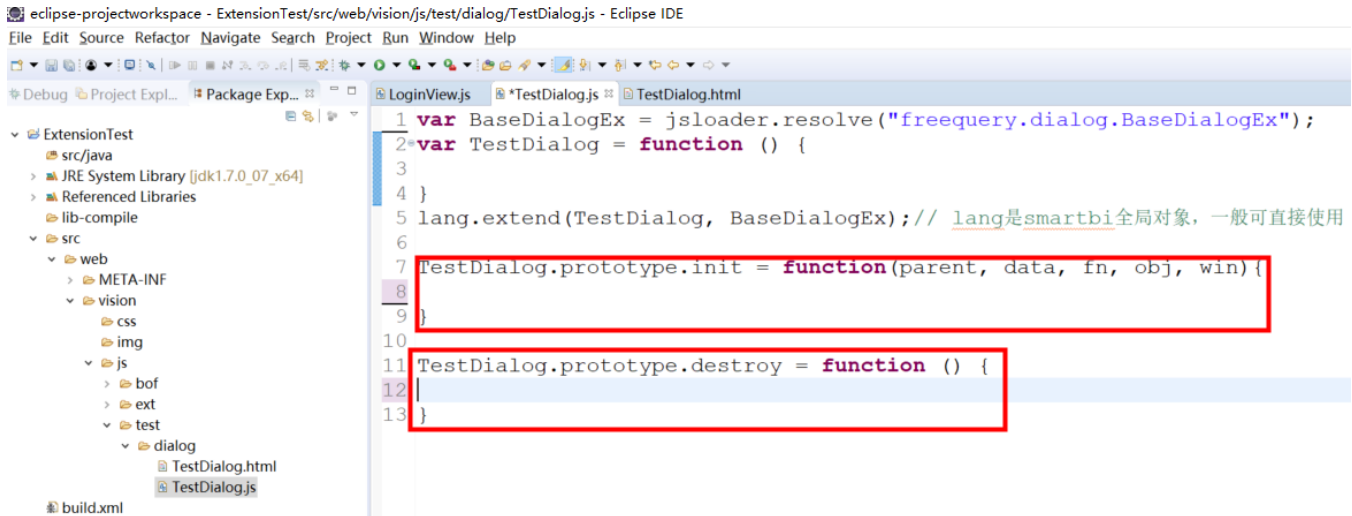 eclipse-projectworkspace - ExtensionTest/src/web/vision/js/test/dialog/TestDialog.js - Eclipse IDE
File Edit Source Refactor Navigate Search Project Run Window Help
Debug Project Expl... Package Exp...
LoginView.js *TestDialog.js TestDialog.html
ExtensionTest
src/java
JRE System Library [jdk1.7.0_07_x64]
Referenced Libraries
lib-compile
src
web
META-INF
vision
css
img
js
bof
ext
test
dialog
TestDialog.html
TestDialog.js
build.xml
1 var BaseDialogEx = jsloader.resolve("freequery.dialog.BaseDialogEx");
2 var TestDialog = function () {
3
4 }
5 lang.extend(TestDialog, BaseDialogEx);// lang是smartbi全局对象，一般可直接使用
6
7 TestDialog.prototype.init = function(parent, data, fn, obj, win){
8
9 }
10
11 TestDialog.prototype.destroy = function () {
12
13 }